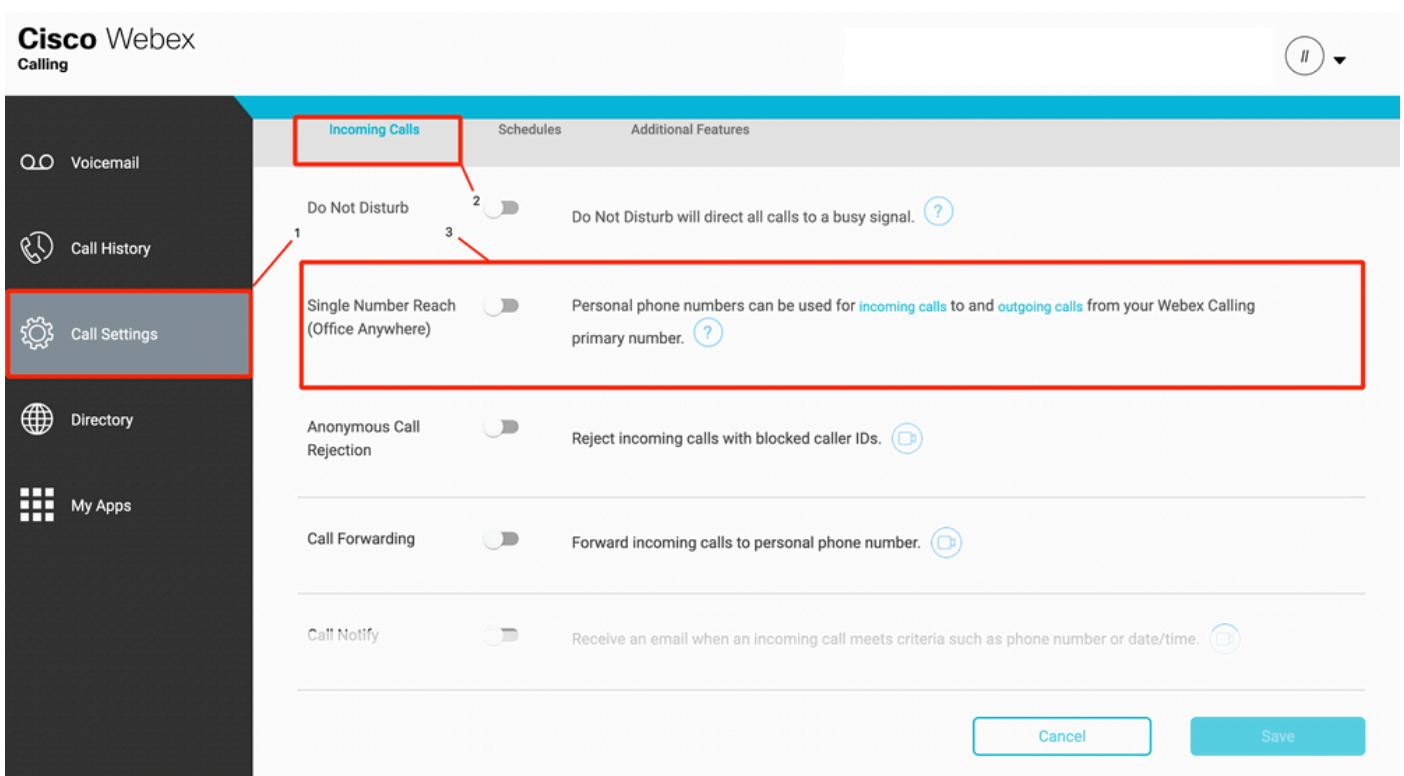 Cisco Webex
Calling
//
Incoming Calls
Schedules
Additional Features
Voicemail
Call History
Call Settings
Directory
My Apps
1
2
3
Do Not Disturb
Do Not Disturb will direct all calls to a busy signal. ?
Single Number Reach
(Office Anywhere)
Personal phone numbers can be used for incoming calls to and outgoing calls from your Webex Calling
primary number. ?
Anonymous Call
Rejection
Reject incoming calls with blocked caller IDs.
Call Forwarding
Forward incoming calls to personal phone number.
Call Notify
Receive an email when an incoming call meets criteria such as phone number or date/time.
Cancel
Save